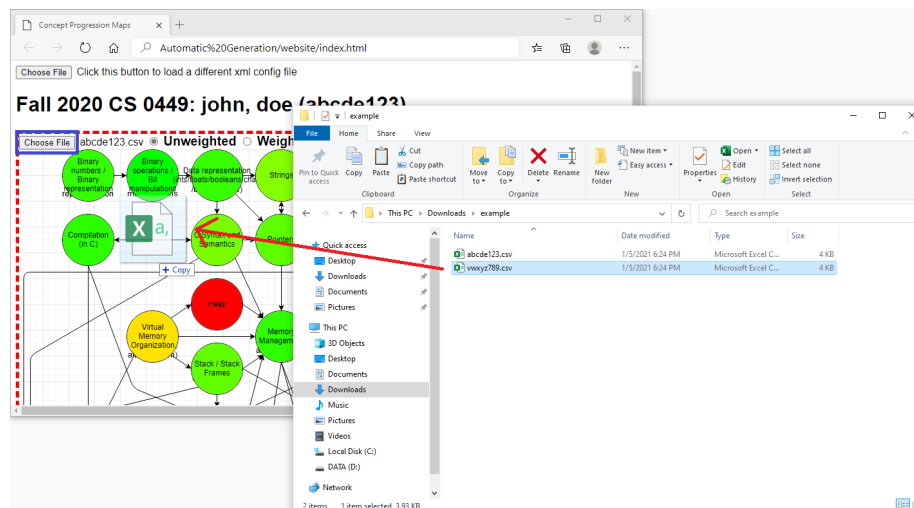 Concept Progression Maps
Automatic%20Generation/website/index.html
Choose File Click this button to load a different xml config file
Fall 2020 CS 0449: john, doe (abcde123)
Choose File abcde123.csv Unweighted Weigh
Binary numbers / Binary representation
Binary operations / Bit manipulations
Data representation
Strings
Compilation (in C)
C Syntax and Semantics
Pointers
a,
+ Copy
Heap
Virtual Memory Organization
Memory Managem
Stack / Stack Frames
example
File Home Share View
Pin to Quick access
Copy
Paste
Cut
Copy path
Paste shortcut
Clipboard
Move to
Copy to
Delete
Rename
Organize
New folder
New item
Easy access
New
Properties
Open
Edit
History
Open
Select all
Select none
Invert selection
Select
This PC > Downloads > example
Search example
Name Date modified Type Size
abcde123.csv 1/5/2021 6:24 PM Microsoft Excel C... 4 KB
vwxyz789.csv 1/5/2021 6:24 PM Microsoft Excel C... 4 KB
Quick access
Desktop
Downloads
Documents
Pictures
This PC
3D Objects
Desktop
Documents
Downloads
Music
Pictures
Videos
Local Disk (C:)
DATA (D:)
Network
2 items 1 item selected 3.93 KB